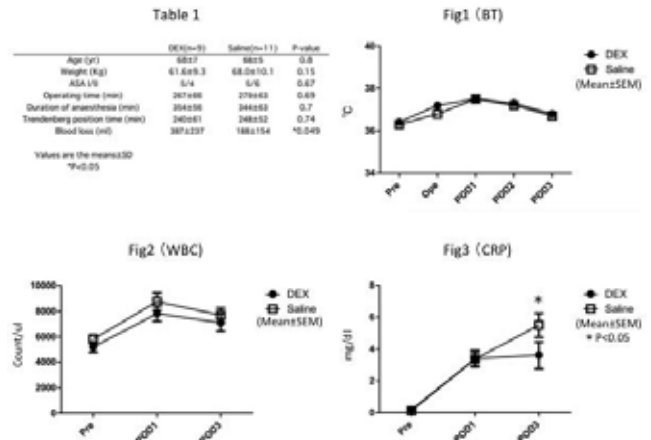 Table 1
DEX(n=9) Saline(n=11) P-value
Age (yr) 68±7 66±5 0.8
Weight (Kg) 61.6±9.3 68.0±10.1 0.15
ASA I/II 5/4 5/6 0.67
Operating time (min) 267±66 279±63 0.69
Duration of anaesthesia (min) 354±56 344±63 0.7
Trendenberg position time (min) 240±61 248±52 0.74
Blood loss (ml) 387±237 188±154 *0.049
Values are the means±SD
*P<0.05
Fig1 (BT)
40
38
36
34
℃
Pre
Ope
POD1
POD2
POD3
DEX
Saline
(Mean±SEM)
Fig2 (WBC)
10000
8000
6000
4000
2000
0
Count/ul
Pre
POD1
POD3
DEX
Saline
(Mean±SEM)
Fig3 (CRP)
8
6
4
2
0
mg/dl
*
Pre
POD1
POD3
DEX
Saline
(Mean±SEM)
* P<0.05